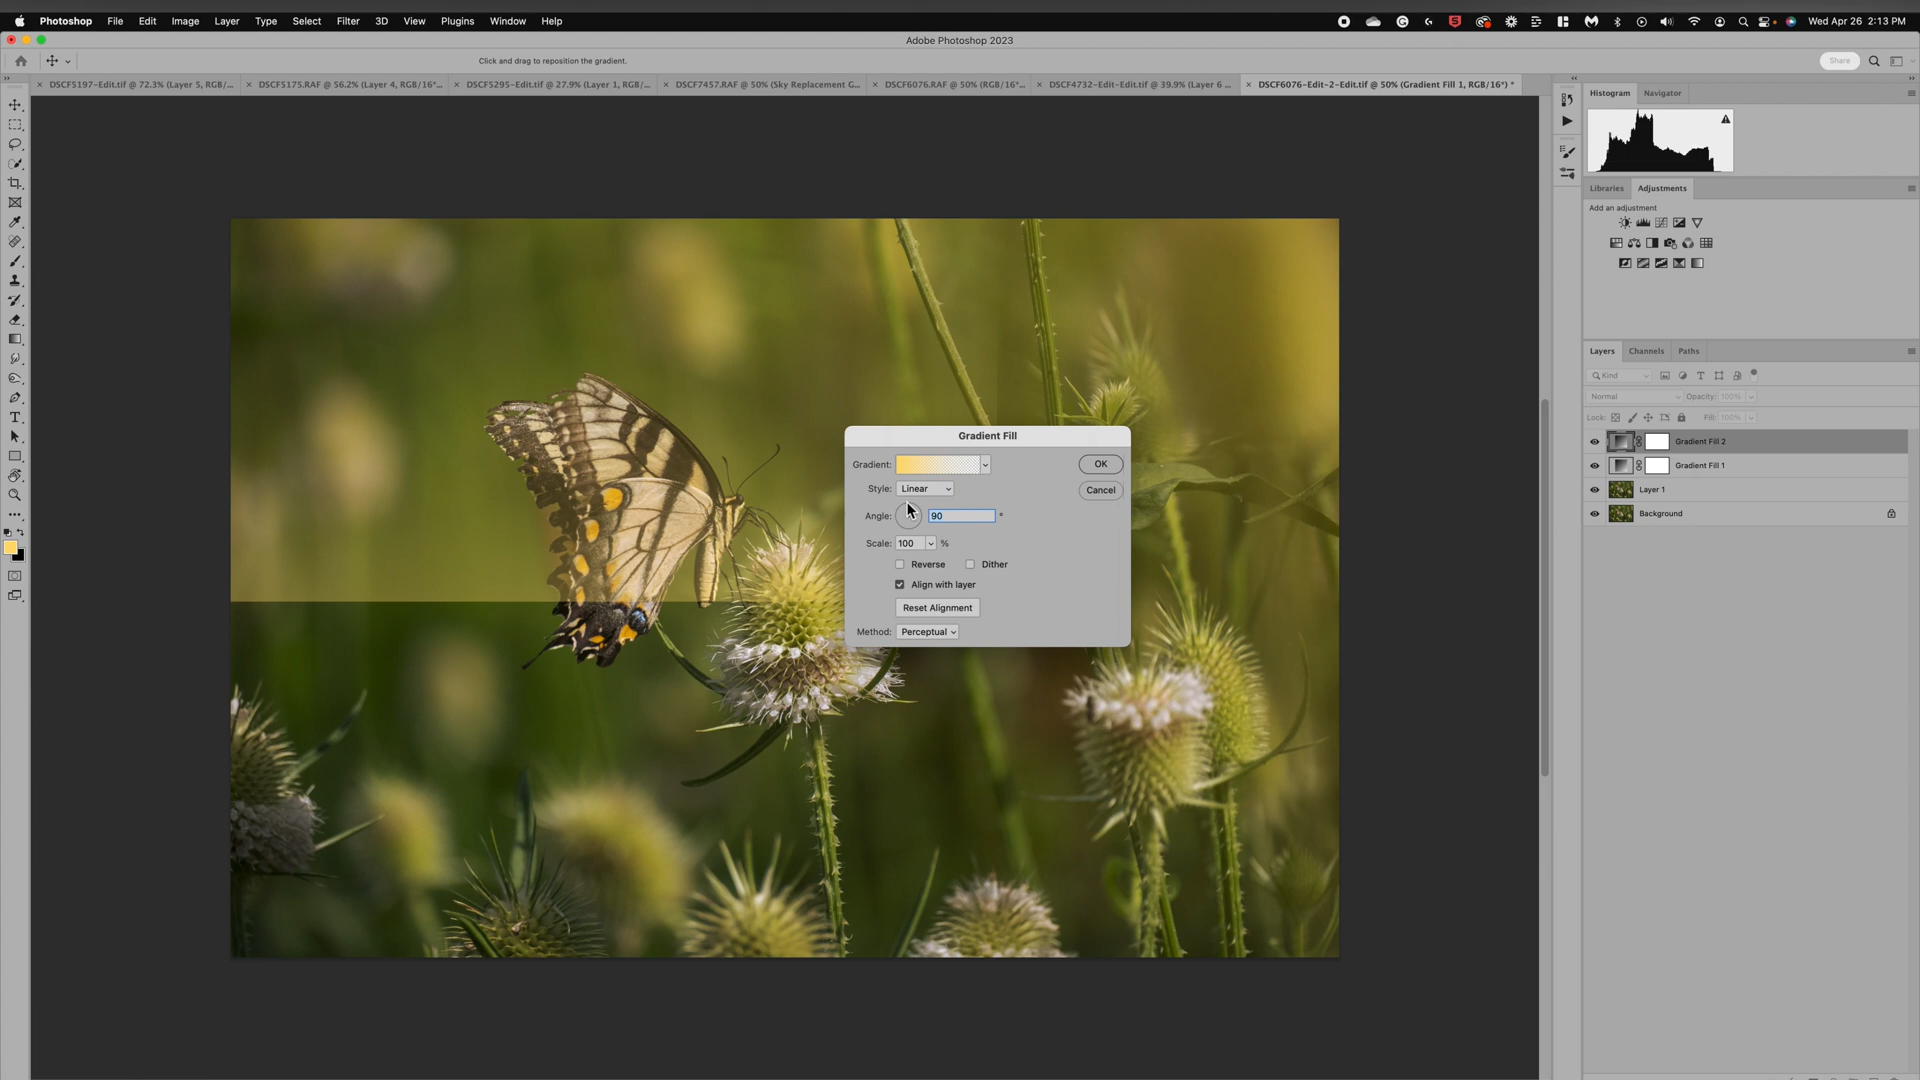 Photoshop File Edit Image Layer Type Select Filter 3D View Plugins Window Help Wed Apr 26 2:13 PM
Adobe Photoshop 2023
Click and drag to reposition the gradient. Share
× DSCF5197-Edit.tif @ 72.3% (Layer 5, RGB/... × DSCF5175.RAF @ 56.2% (Layer 4, RGB/16*... × DSCF5295-Edit.tif @ 27.9% (Layer 1, RGB/... × DSCF7457.RAF @ 50% (Sky Replacement G... × DSCF6076.RAF @ 50% (RGB/16*... × DSCF4732-Edit-Edit.tif @ 39.9% (Layer 6 ... × DSCF6076-Edit-2-Edit.tif @ 50% (Gradient Fill 1, RGB/16*) *
Histogram Navigator
Libraries Adjustments
Add an adjustment
Layers Channels Paths
Kind
Normal Opacity: 100%
Lock: Fill: 100%
Gradient Fill 2
Gradient Fill 1
Layer 1
Background
Gradient Fill
Gradient: OK
Style: Linear Cancel
Angle: 90 °
Scale: 100 %
Reverse Dither
Align with layer
Reset Alignment
Method: Perceptual